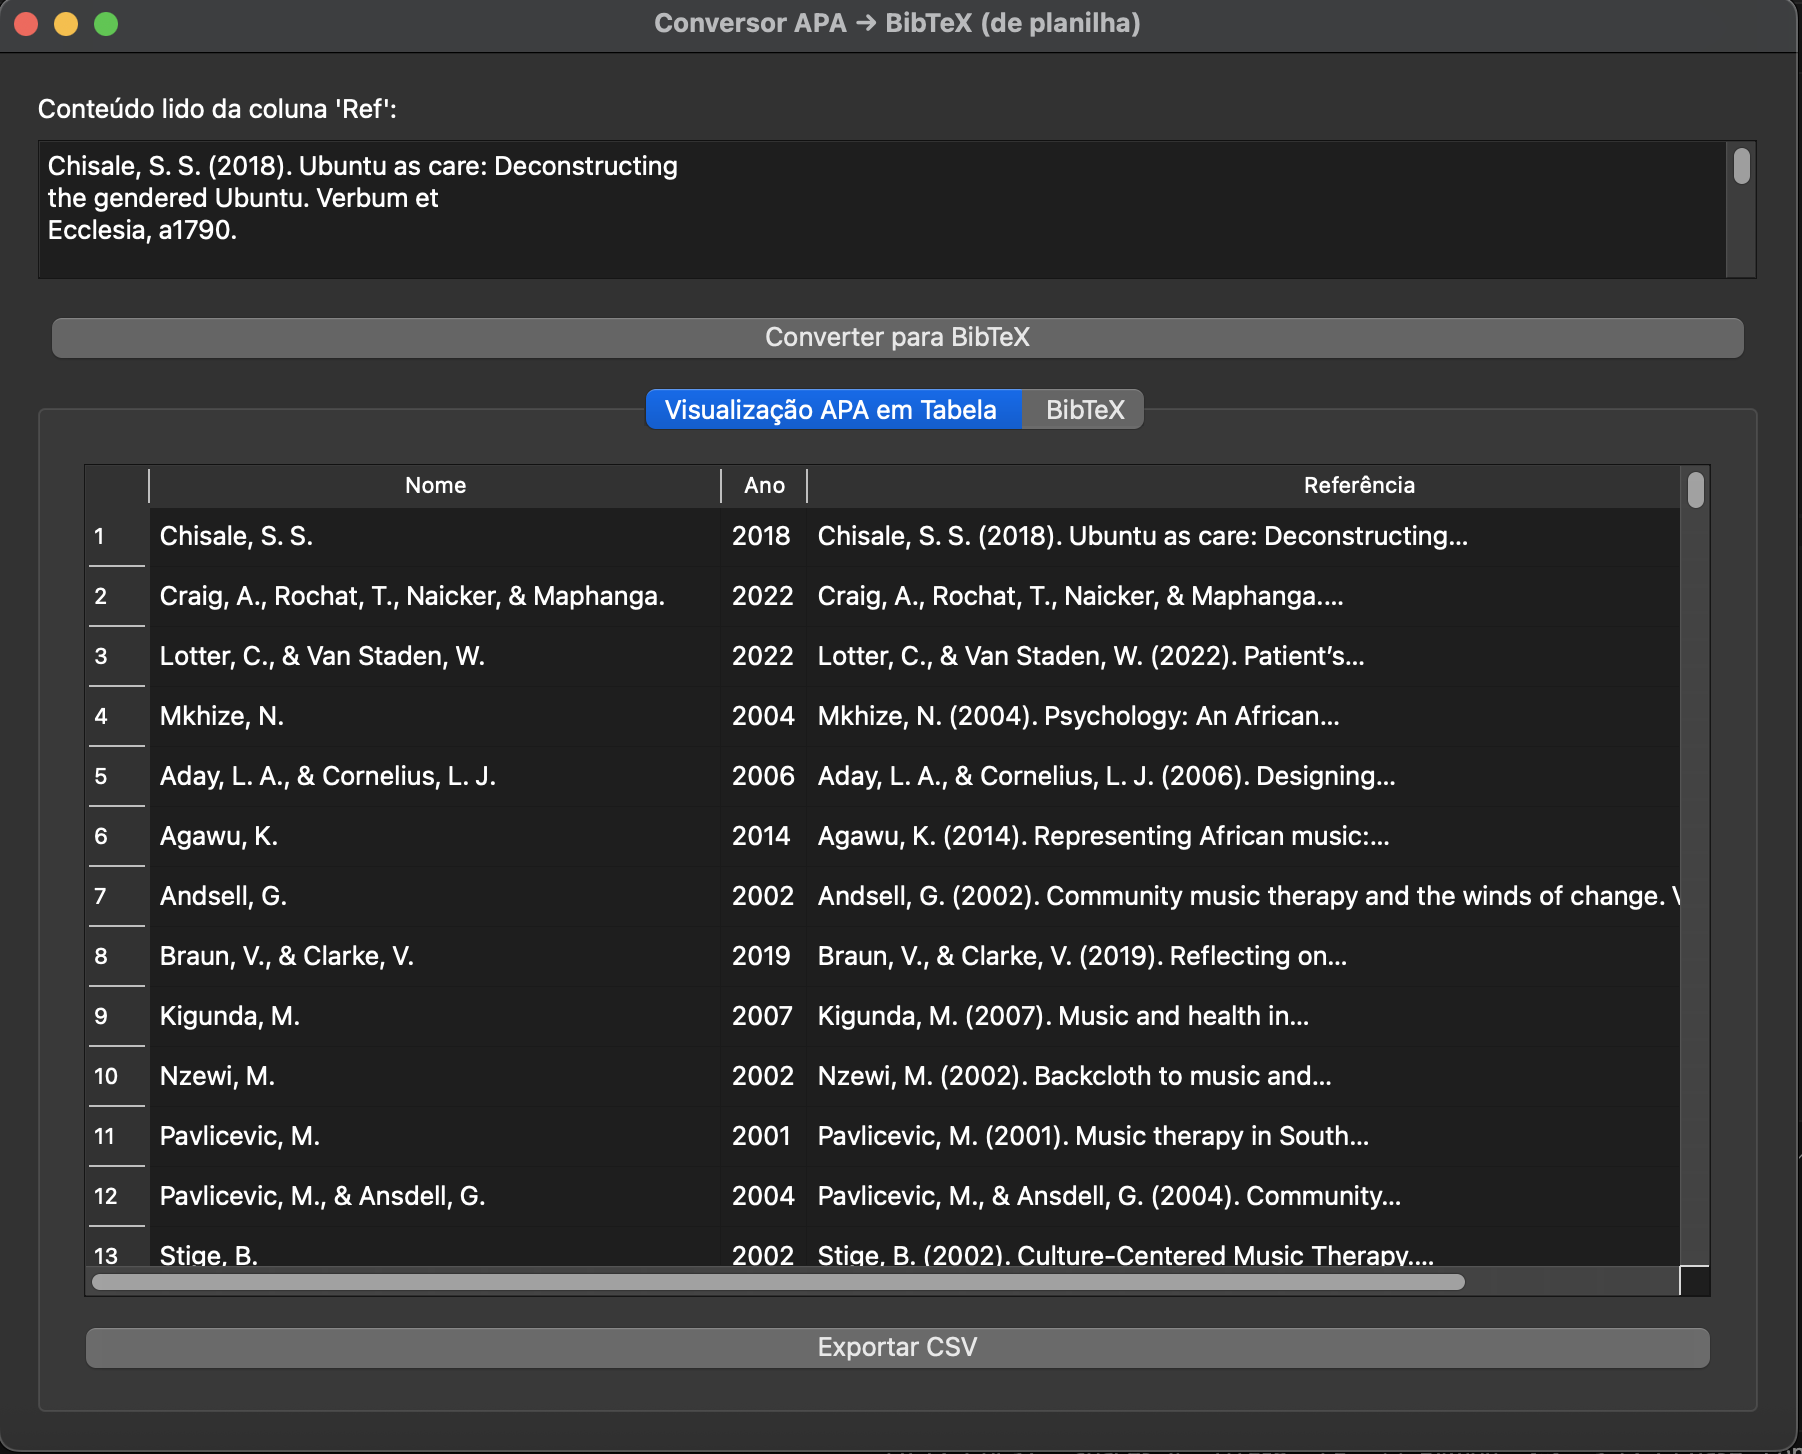 Conversor APA → BibTeX (de planilha)
Conteúdo lido da coluna 'Ref':
Chisale, S. S. (2018). Ubuntu as care: Deconstructing
the gendered Ubuntu. Verbum et
Ecclesia, a1790.
Converter para BibTeX
Visualização APA em Tabela BibTeX
Nome Ano Referência
1 Chisale, S. S. 2018 Chisale, S. S. (2018). Ubuntu as care: Deconstructing...
2 Craig, A., Rochat, T., Naicker, & Maphanga. 2022 Craig, A., Rochat, T., Naicker, & Maphanga....
3 Lotter, C., & Van Staden, W. 2022 Lotter, C., & Van Staden, W. (2022). Patient’s...
4 Mkhize, N. 2004 Mkhize, N. (2004). Psychology: An African...
5 Aday, L. A., & Cornelius, L. J. 2006 Aday, L. A., & Cornelius, L. J. (2006). Designing...
6 Agawu, K. 2014 Agawu, K. (2014). Representing African music:...
7 Andsell, G. 2002 Andsell, G. (2002). Community music therapy and the winds of change.
8 Braun, V., & Clarke, V. 2019 Braun, V., & Clarke, V. (2019). Reflecting on...
9 Kigunda, M. 2007 Kigunda, M. (2007). Music and health in...
10 Nzewi, M. 2002 Nzewi, M. (2002). Backcloth to music and...
11 Pavlicevic, M. 2001 Pavlicevic, M. (2001). Music therapy in South...
12 Pavlicevic, M., & Ansdell, G. 2004 Pavlicevic, M., & Ansdell, G. (2004). Community...
13 Stige, B. 2002 Stige, B. (2002). Culture-Centered Music Therapy....
Exportar CSV